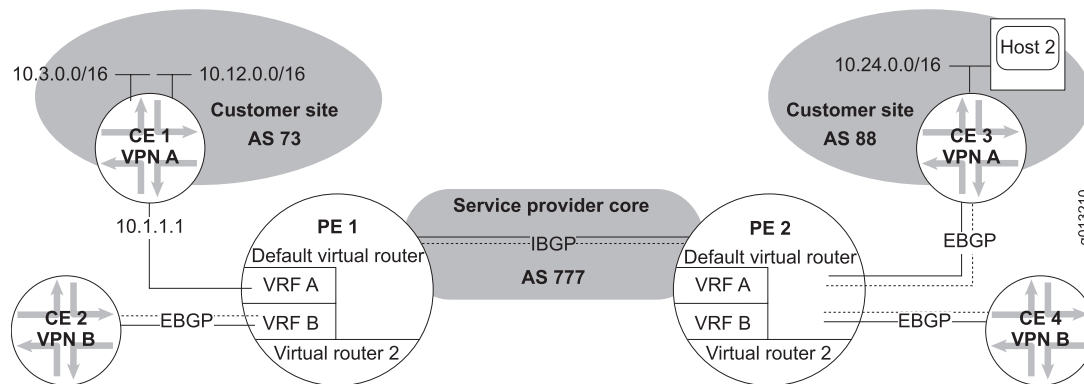 10.3.0.0/16
10.12.0.0/16
Customer site
AS 73
CE 1
VPN A
10.1.1.1
CE 2
VPN B
EBGP
PE 1
Default virtual router
VRF A
VRF B
Virtual router 2
Service provider core
IBGP
AS 777
PE 2
Default virtual router
VRF A
VRF B
Virtual router 2
10.24.0.0/16
Host 2
Customer site
AS 88
CE 3
VPN A
EBGP
EBGP
CE 4
VPN B
g013210